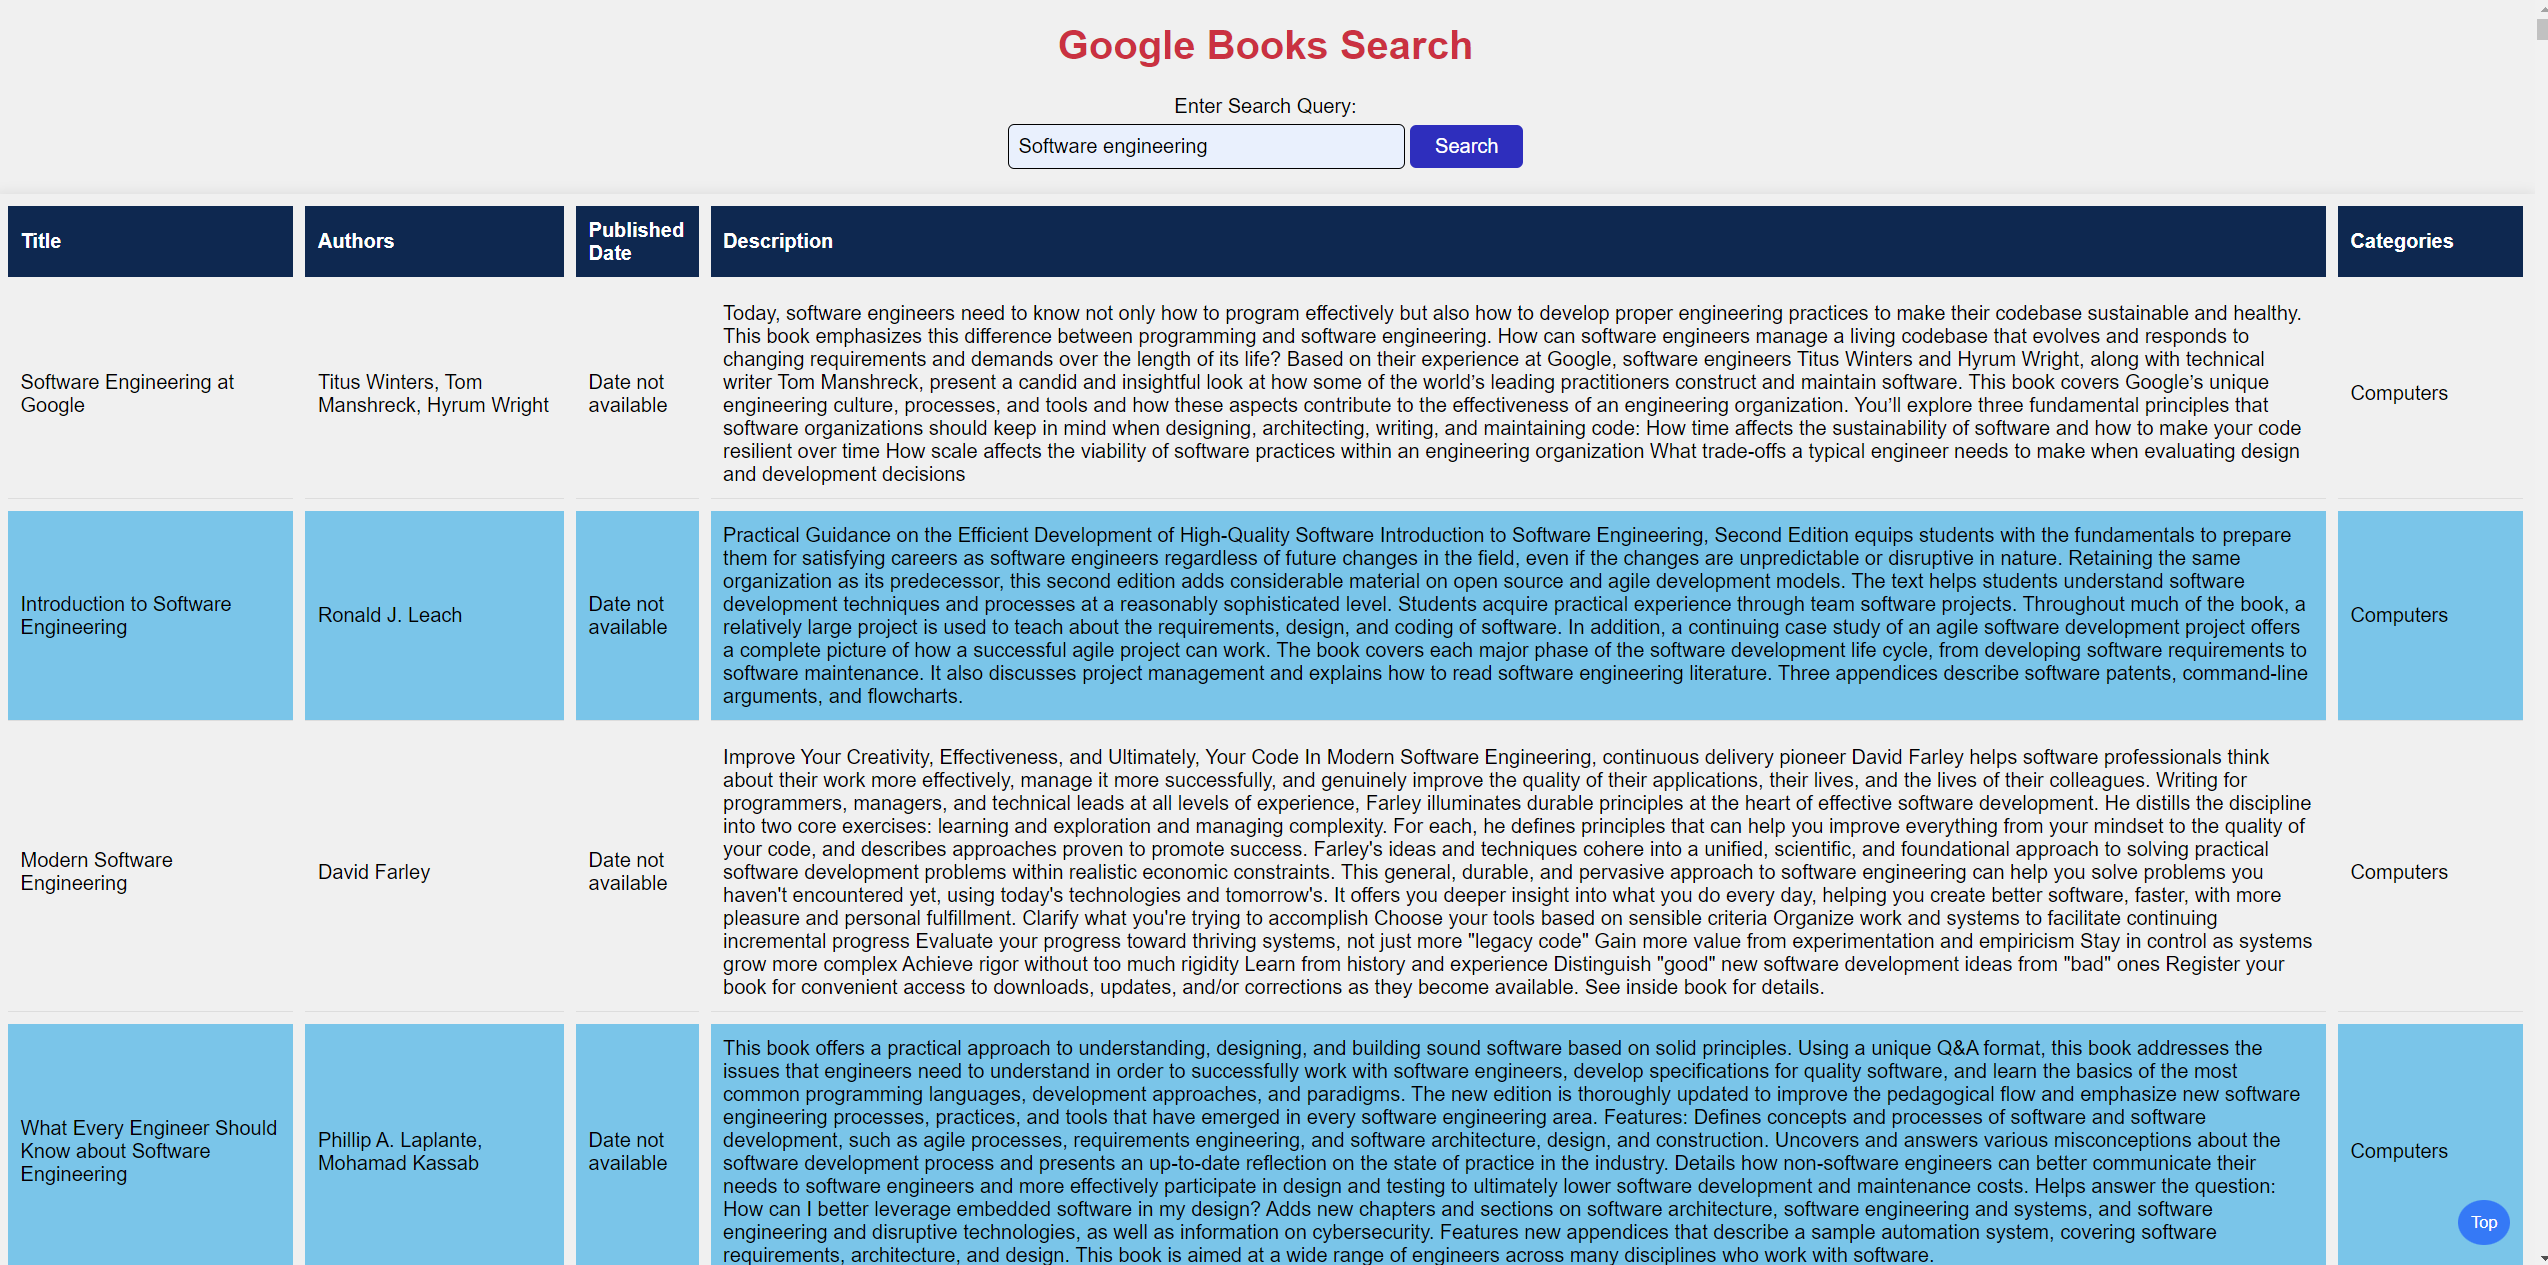 Google Books Search
Enter Search Query:
Software engineering
Search
Title
Authors
Published
Date
Description
Categories
Software Engineering at
Google
Titus Winters, Tom
Manshreck, Hyrum Wright
Date not
available
Today, software engineers need to know not only how to program effectively but also how to develop proper engineering practices to make their codebase sustainable and healthy.
This book emphasizes this difference between programming and software engineering. How can software engineers manage a living codebase that evolves and responds to
changing requirements and demands over the length of its life? Based on their experience at Google, software engineers Titus Winters and Hyrum Wright, along with technical
writer Tom Manshreck, present a candid and insightful look at how some of the world’s leading practitioners construct and maintain software. This book covers Google’s unique
engineering culture, processes, and tools and how these aspects contribute to the effectiveness of an engineering organization. You’ll explore three fundamental principles that
software organizations should keep in mind when designing, architecting, writing, and maintaining code: How time affects the sustainability of software and how to make your code
resilient over time How scale affects the viability of software practices within an engineering organization What trade-offs a typical engineer needs to make when evaluating design
and development decisions
Computers
Introduction to Software
Engineering
Ronald J. Leach
Date not
available
Practical Guidance on the Efficient Development of High-Quality Software Introduction to Software Engineering, Second Edition equips students with the fundamentals to prepare
them for satisfying careers as software engineers regardless of future changes in the field, even if the changes are unpredictable or disruptive in nature. Retaining the same
organization as its predecessor, this second edition adds considerable material on open source and agile development models. The text helps students understand software
development techniques and processes at a reasonably sophisticated level. Students acquire practical experience through team software projects. Throughout much of the book, a
relatively large project is used to teach about the requirements, design, and coding of software. In addition, a continuing case study of an agile software development project offers
a complete picture of how a successful agile project can work. The book covers each major phase of the software development life cycle, from developing software requirements to
software maintenance. It also discusses project management and explains how to read software engineering literature. Three appendices describe software patents, command-line
arguments, and flowcharts.
Computers
Modern Software
Engineering
David Farley
Date not
available
Improve Your Creativity, Effectiveness, and Ultimately, Your Code In Modern Software Engineering, continuous delivery pioneer David Farley helps software professionals think
about their work more effectively, manage it more successfully, and genuinely improve the quality of their applications, their lives, and the lives of their colleagues. Writing for
programmers, managers, and technical leads at all levels of experience, Farley illuminates durable principles at the heart of effective software development. He distills the discipline
into two core exercises: learning and exploration and managing complexity. For each, he defines principles that can help you improve everything from your mindset to the quality of
your code, and describes approaches proven to promote success. Farley's ideas and techniques cohere into a unified, scientific, and foundational approach to solving practical
software development problems within realistic economic constraints. This general, durable, and pervasive approach to software engineering can help you solve problems you
haven't encountered yet, using today's technologies and tomorrow's. It offers you deeper insight into what you do every day, helping you create better software, faster, with more
pleasure and personal fulfillment. Clarify what you're trying to accomplish Choose your tools based on sensible criteria Organize work and systems to facilitate continuing
incremental progress Evaluate your progress toward thriving systems, not just more "legacy code" Gain more value from experimentation and empiricism Stay in control as systems
grow more complex Achieve rigor without too much rigidity Learn from history and experience Distinguish "good" new software development ideas from "bad" ones Register your
book for convenient access to downloads, updates, and/or corrections as they become available. See inside book for details.
Computers
What Every Engineer Should
Know about Software
Engineering
Phillip A. Laplante,
Mohamad Kassab
Date not
available
This book offers a practical approach to understanding, designing, and building sound software based on solid principles. Using a unique Q&A format, this book addresses the
issues that engineers need to understand in order to successfully work with software engineers, develop specifications for quality software, and learn the basics of the most
common programming languages, development approaches, and paradigms. The new edition is thoroughly updated to improve the pedagogical flow and emphasize new software
engineering processes, practices, and tools that have emerged in every software engineering area. Features: Defines concepts and processes of software and software
development, such as agile processes, requirements engineering, and software architecture, design, and construction. Uncovers and answers various misconceptions about the
software development process and presents an up-to-date reflection on the state of practice in the industry. Details how non-software engineers can better communicate their
needs to software engineers and more effectively participate in design and testing to ultimately lower software development and maintenance costs. Helps answer the question:
How can I better leverage embedded software in my design? Adds new chapters and sections on software architecture, software engineering and systems, and software
engineering and disruptive technologies, as well as information on cybersecurity. Features new appendices that describe a sample automation system, covering software
requirements, architecture, and design. This book is aimed at a wide range of engineers across many disciplines who work with software.
Computers
Top